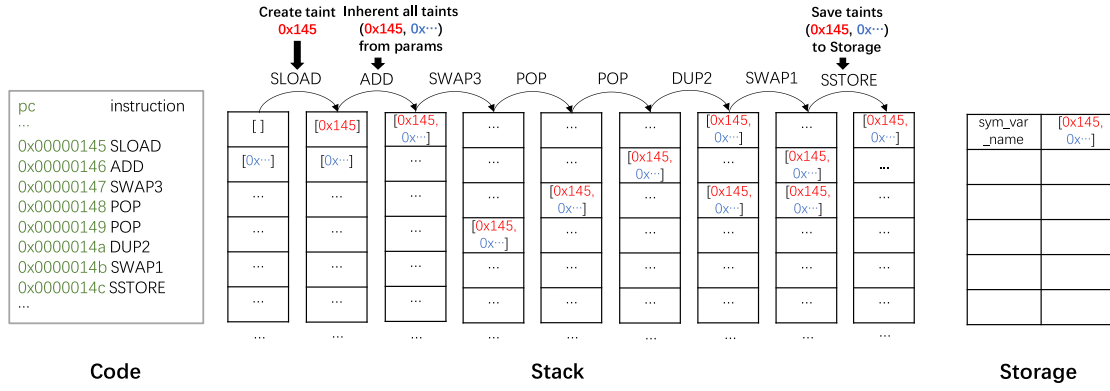 Create taint
0x145
Inherent all taints
(0x145, 0x⋯)
from params
Save taints
(0x145, 0x⋯)
to Storage
SLOAD
ADD
SWAP3
POP
POP
DUP2
SWAP1
SSTORE
pc instruction
...
0x00000145 SLOAD
0x00000146 ADD
0x00000147 SWAP3
0x00000148 POP
0x00000149 POP
0x0000014a DUP2
0x0000014b SWAP1
0x0000014c SSTORE
...
[ ]
[0x⋯]
...
...
...
...
...
[0x145]
[0x⋯]
...
...
...
...
...
[0x145,
0x⋯]
...
...
...
...
...
...
...
...
...
[0x145,
0x⋯]
...
...
...
...
...
[0x145,
0x⋯]
...
...
...
...
...
[0x145,
0x⋯]
...
...
...
...
...
[0x145,
0x⋯]
...
[0x145,
0x⋯]
...
...
...
...
...
[0x145,
0x⋯]
[0x145,
0x⋯]
...
...
...
...
[0x145,
0x⋯]
...
...
...
...
...
...
sym_var
_name
[0x145,
0x⋯]
Code
Stack
Storage